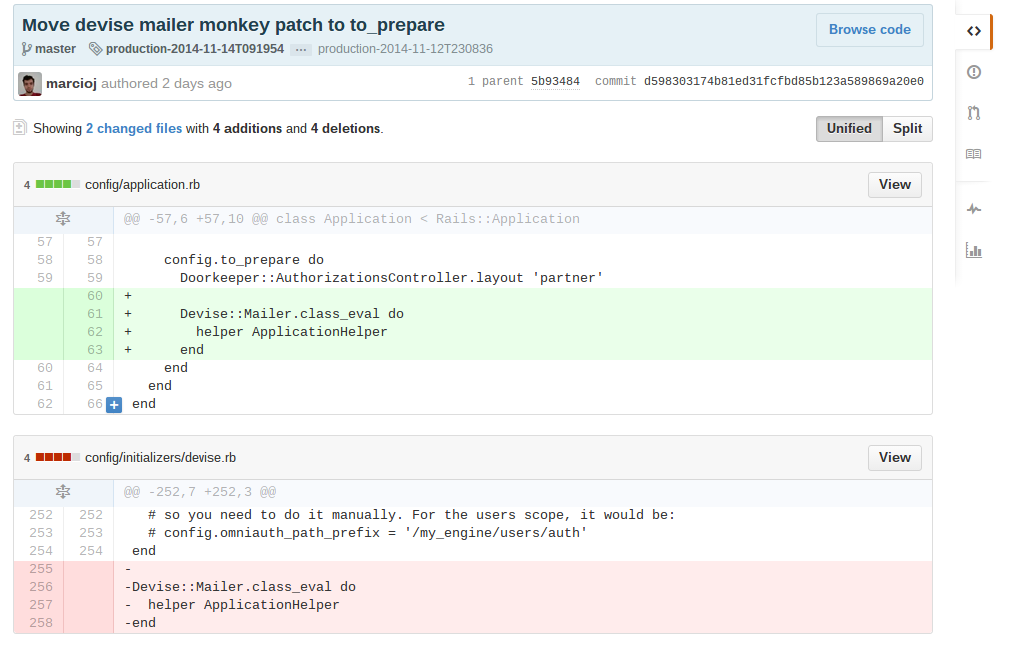 Move devise mailer monkey patch to to_prepare
Browse code
master production-2014-11-14T091954 ... production-2014-11-12T230836
marcioj authored 2 days ago 1 parent 5b93484 commit d598303174b81ed31fcfbd85b123a589869a20e0
Showing 2 changed files with 4 additions and 4 deletions. Unified Split
4 config/application.rb View
@@ -57,6 +57,10 @@ class Application < Rails::Application
57 57
58 58 config.to_prepare do
59 59 Doorkeeper::AuthorizationsController.layout 'partner'
60 +
61 + Devise::Mailer.class_eval do
62 + helper ApplicationHelper
63 + end
60 64 end
61 65 end
62 66 + end
4 config/initializers/devise.rb View
@@ -252,7 +252,3 @@
252 252 # so you need to do it manually. For the users scope, it would be:
253 253 # config.omniauth_path_prefix = '/my_engine/users/auth'
254 254 end
255 -
256 -Devise::Mailer.class_eval do
257 - helper ApplicationHelper
258 -end